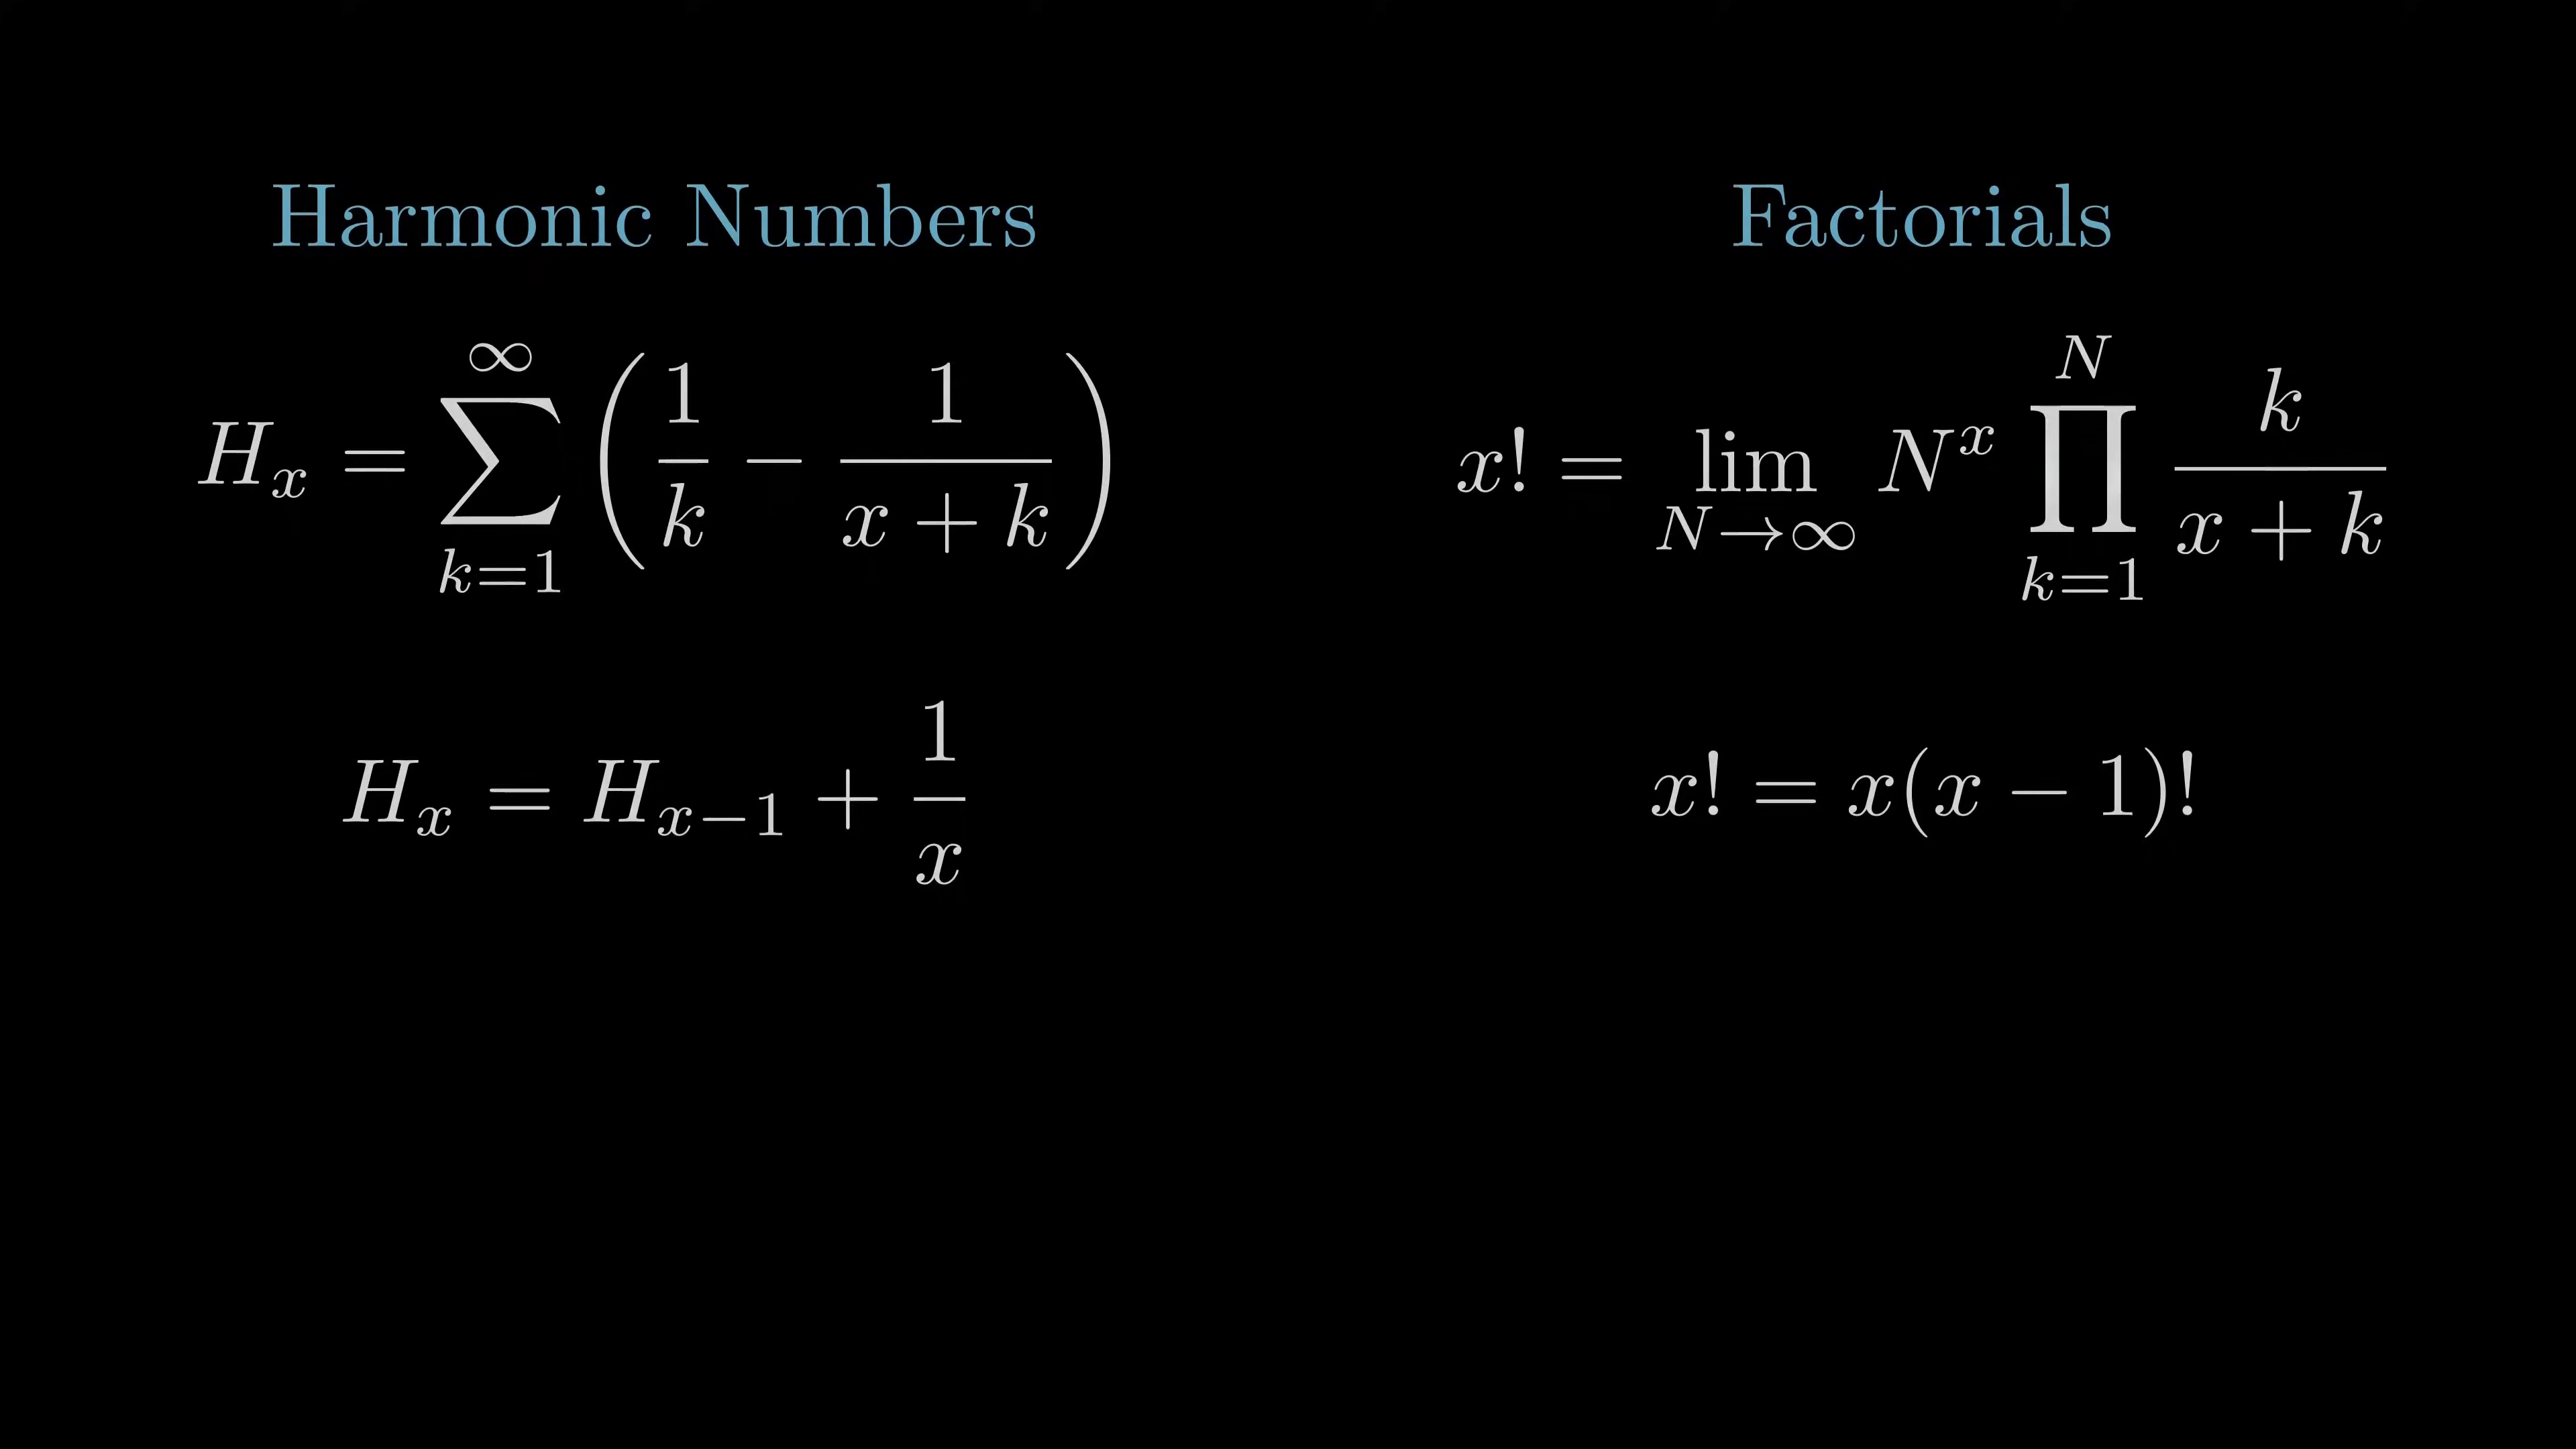 Harmonic Numbers
H_x = \sum_{k=1}^{\infty} \left( \frac{1}{k} - \frac{1}{x+k} \right)
H_x = H_{x-1} + \frac{1}{x}
Factorials
x! = \lim_{N \to \infty} N^x \prod_{k=1}^{N} \frac{k}{x+k}
x! = x(x-1)!